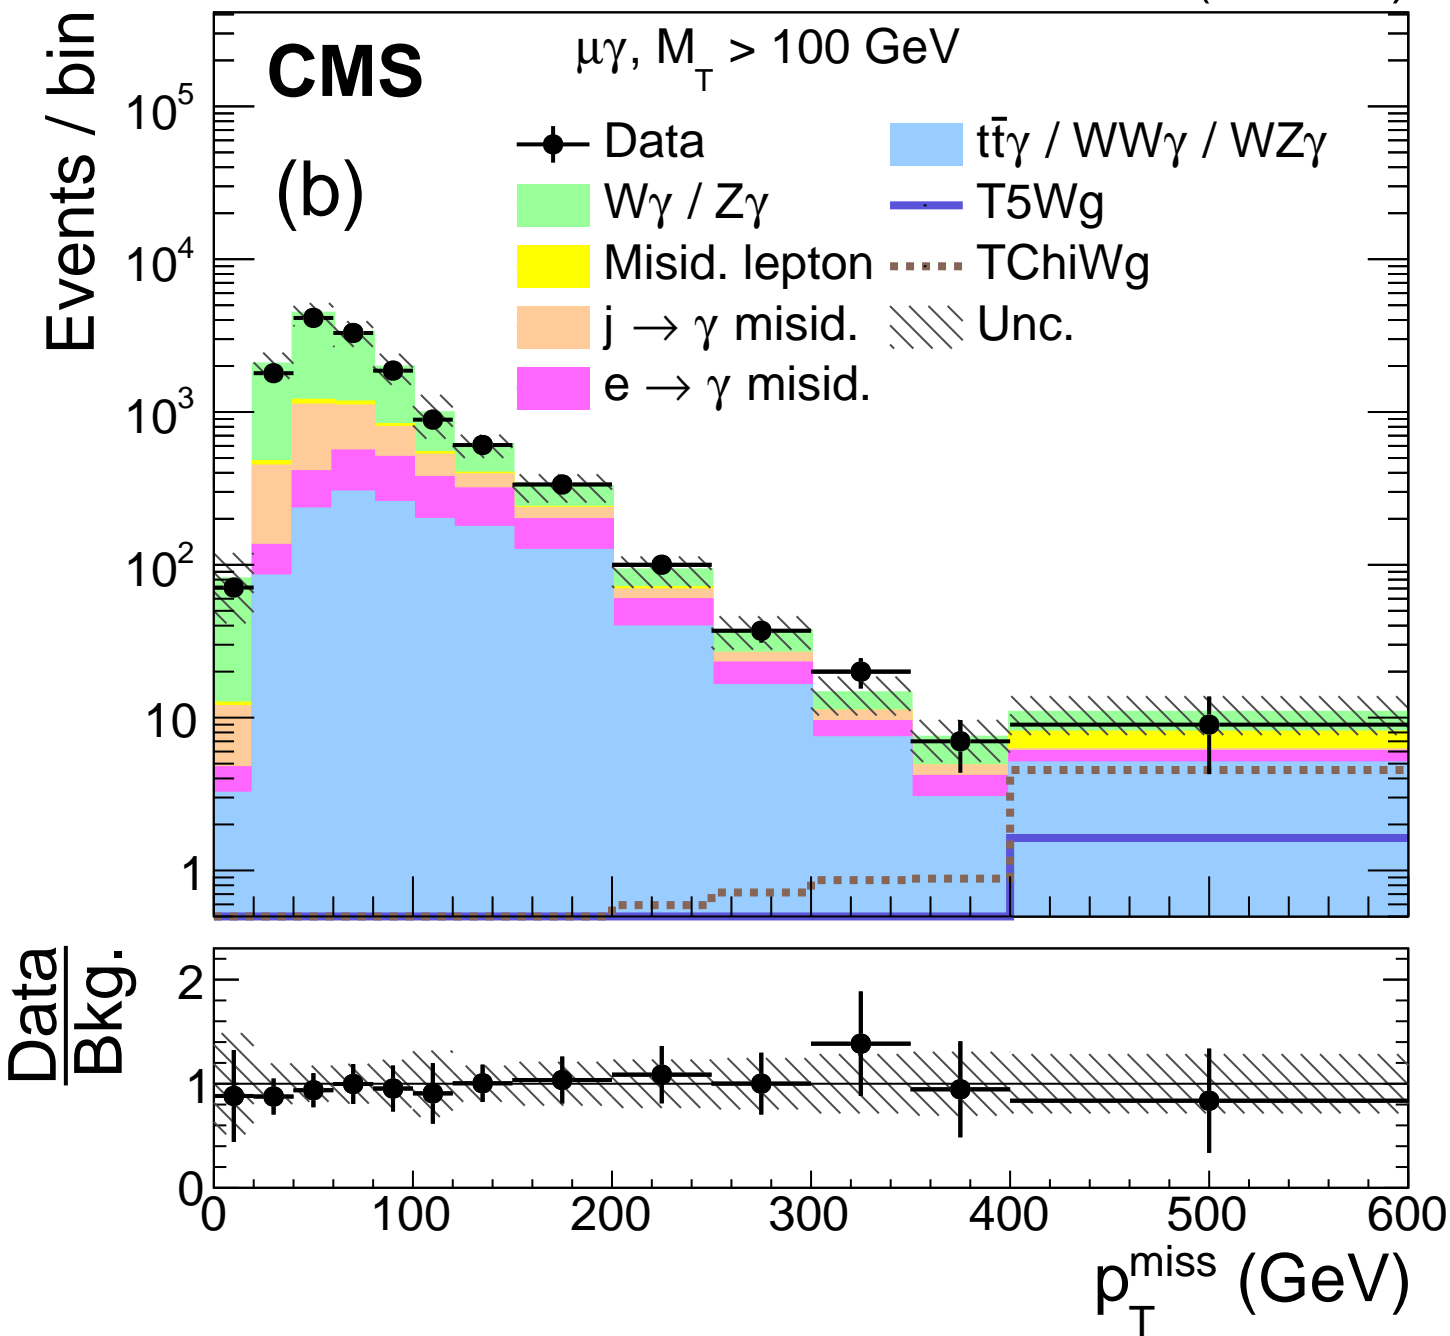 CMS
μγ, M_T > 100 GeV
(b)
Data
Wγ / Zγ
Misid. lepton
j → γ misid.
e → γ misid.
tt̄γ / WWγ / WZγ
T5Wg
TChiWg
Unc.
Events / bin
10^5
10^4
10^3
10^2
10
1
Data
Bkg.
2
1
0
0 100 200 300 400 500 600
p_T^miss (GeV)